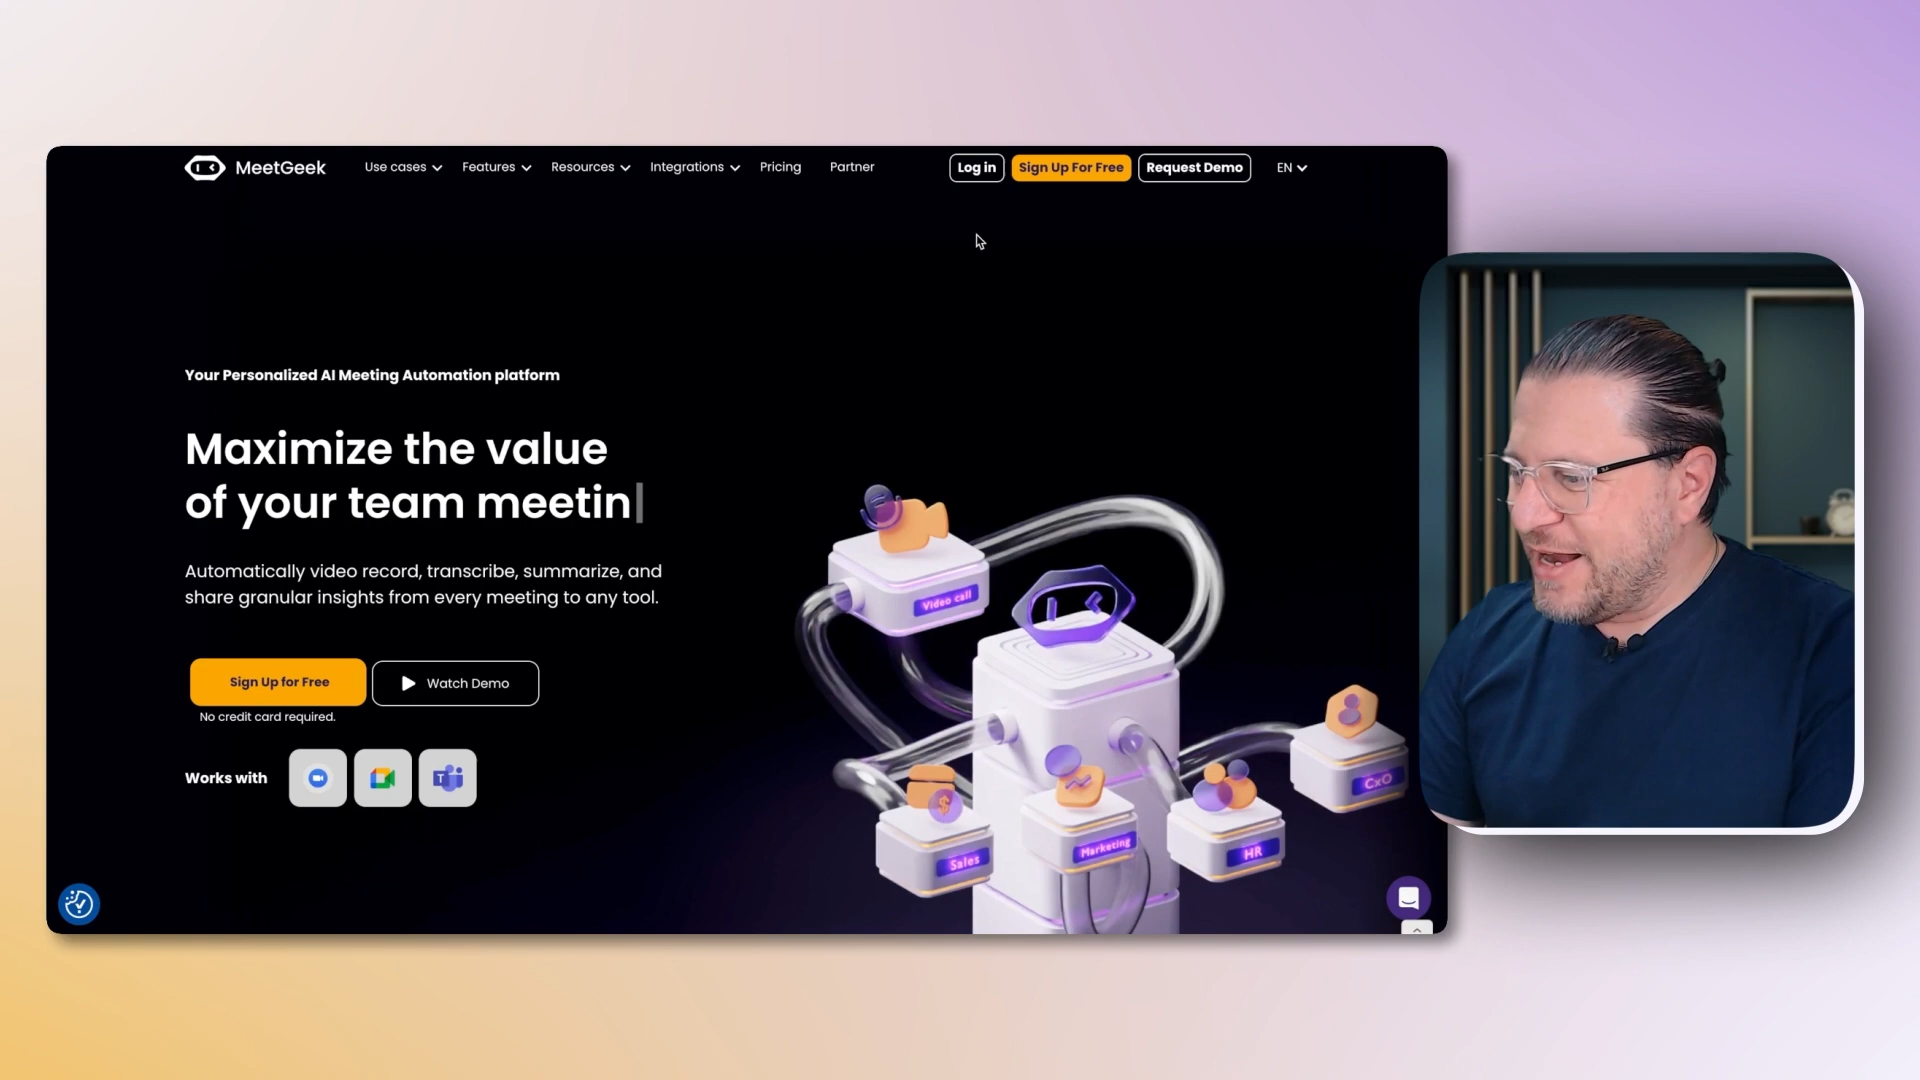 MeetGeek
Use cases
Features
Resources
Integrations
Pricing
Partner
Log in
Sign Up For Free
Request Demo
EN
Your Personalized AI Meeting Automation platform
Maximize the value
of your team meetin
Automatically video record, transcribe, summarize, and
share granular insights from every meeting to any tool.
Sign Up for Free
Watch Demo
No credit card required.
Works with
T
Video call
Sales
$
Marketing
HR
CxO